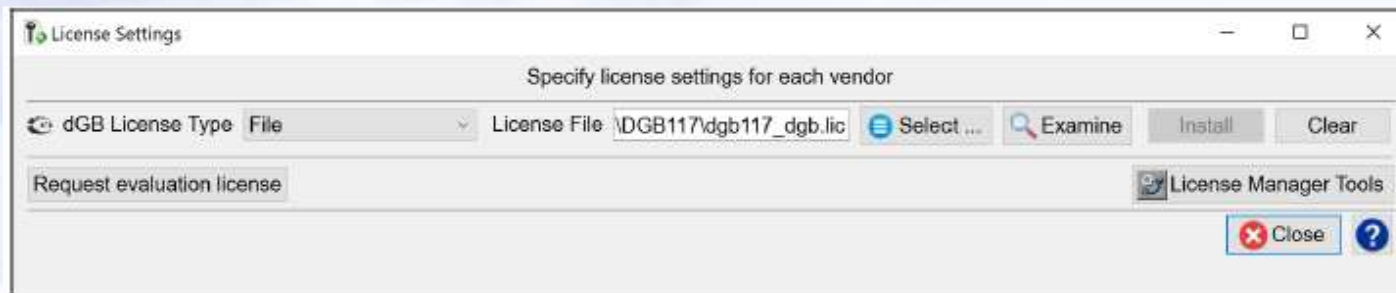 License Settings
Specify license settings for each vendor
dGB License Type File License File \DGB117\dgb117_dgb.lic Select ... Examine Install Clear
Request evaluation license License Manager Tools
Close ?